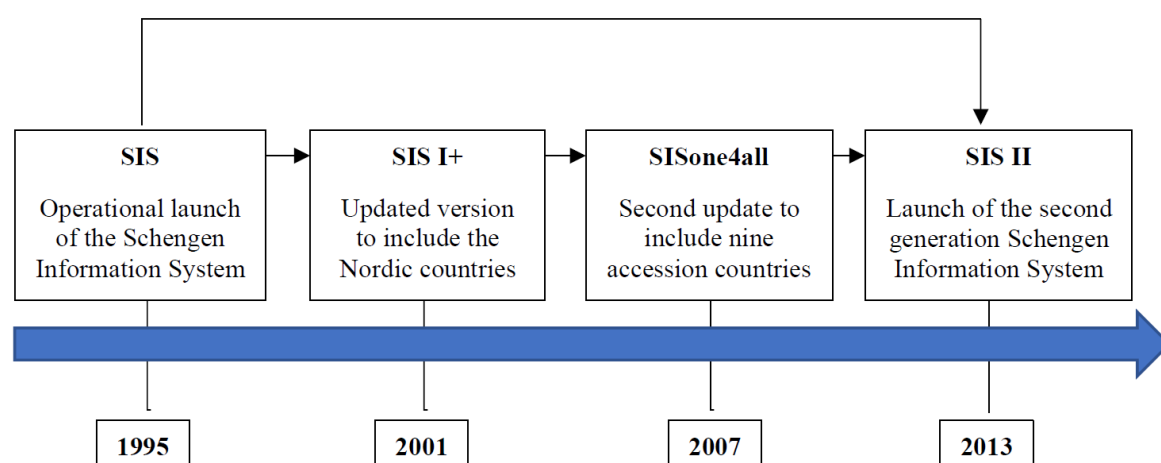 SIS
Operational launch
of the Schengen
Information System
SIS I+
Updated version
to include the
Nordic countries
SISone4all
Second update to
include nine
accession countries
SIS II
Launch of the second
generation Schengen
Information System
1995
2001
2007
2013